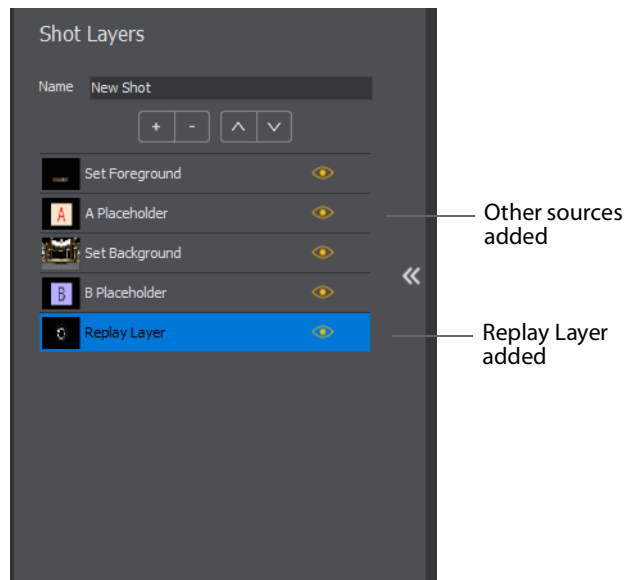 Shot Layers
Name New Shot
+ -
Set Foreground
A A Placeholder
Set Background
B B Placeholder
Replay Layer
Other sources
added
Replay Layer
added